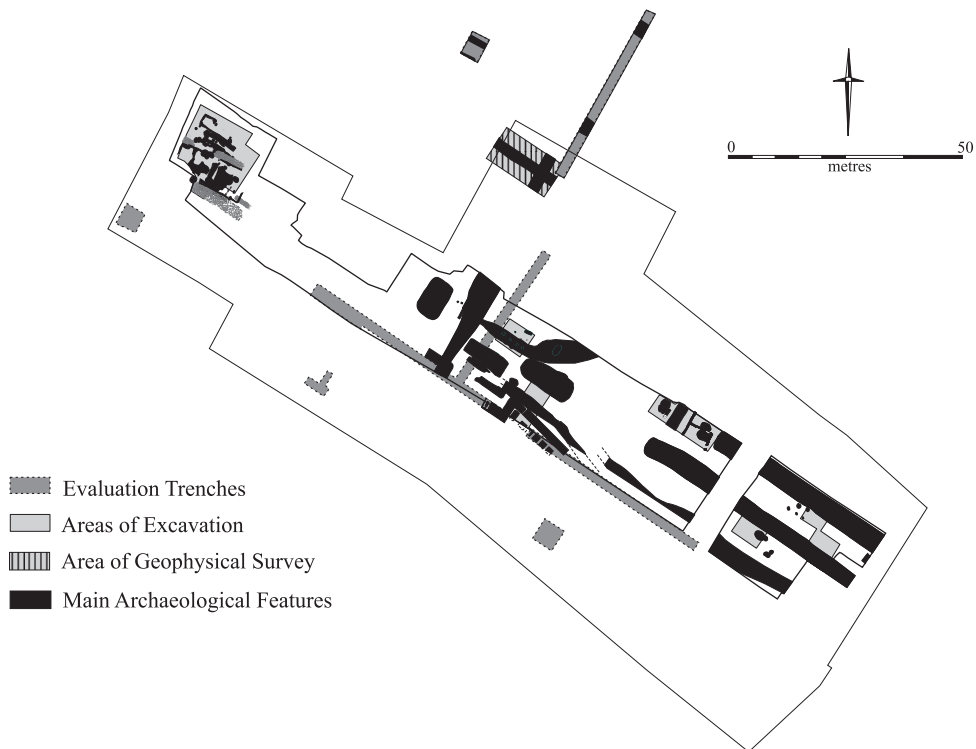 0 50
metres
Evaluation Trenches
Areas of Excavation
Area of Geophysical Survey
Main Archaeological Features